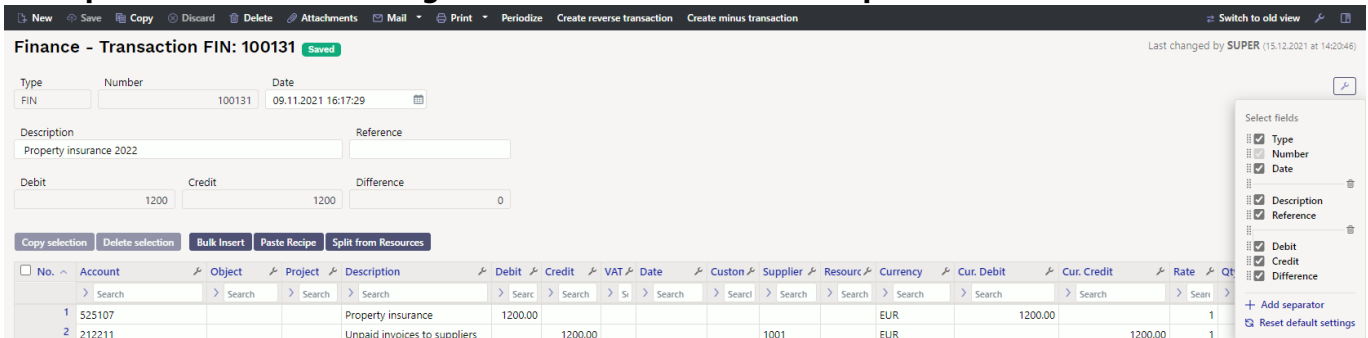 New Save Copy Discard Delete Attachments Mail Print Periodize Create reverse transaction Create minus transaction Switch to old view
Finance - Transaction FIN: 100131 Saved Last changed by SUPER (15.12.2021 at 14:20:46)
Type Number Date
FIN 100131 09.11.2021 16:17:29
Select fields
Type
Number
Date
Description
Reference
Debit
Credit
Difference
+ Add separator
Reset default settings
Description Reference
Property insurance 2022
Debit Credit Difference
1200 1200 0
Copy selection Delete selection Bulk Insert Paste Recipe Split from Resources
No. Account Object Project Description Debit Credit VAT Date Custon Supplier Resourc Currency Cur. Debit Cur. Credit Rate Qt
> Search > Search > Search > Search > Searc > Search > S > Search > Searcl > Search > Search > Search > Search > Search > Sear >
1 525107 Property insurance 1200.00 EUR 1200.00 1
2 212211 Unpaid invoices to suppliers 1200.00 1001 EUR 1200.00 1